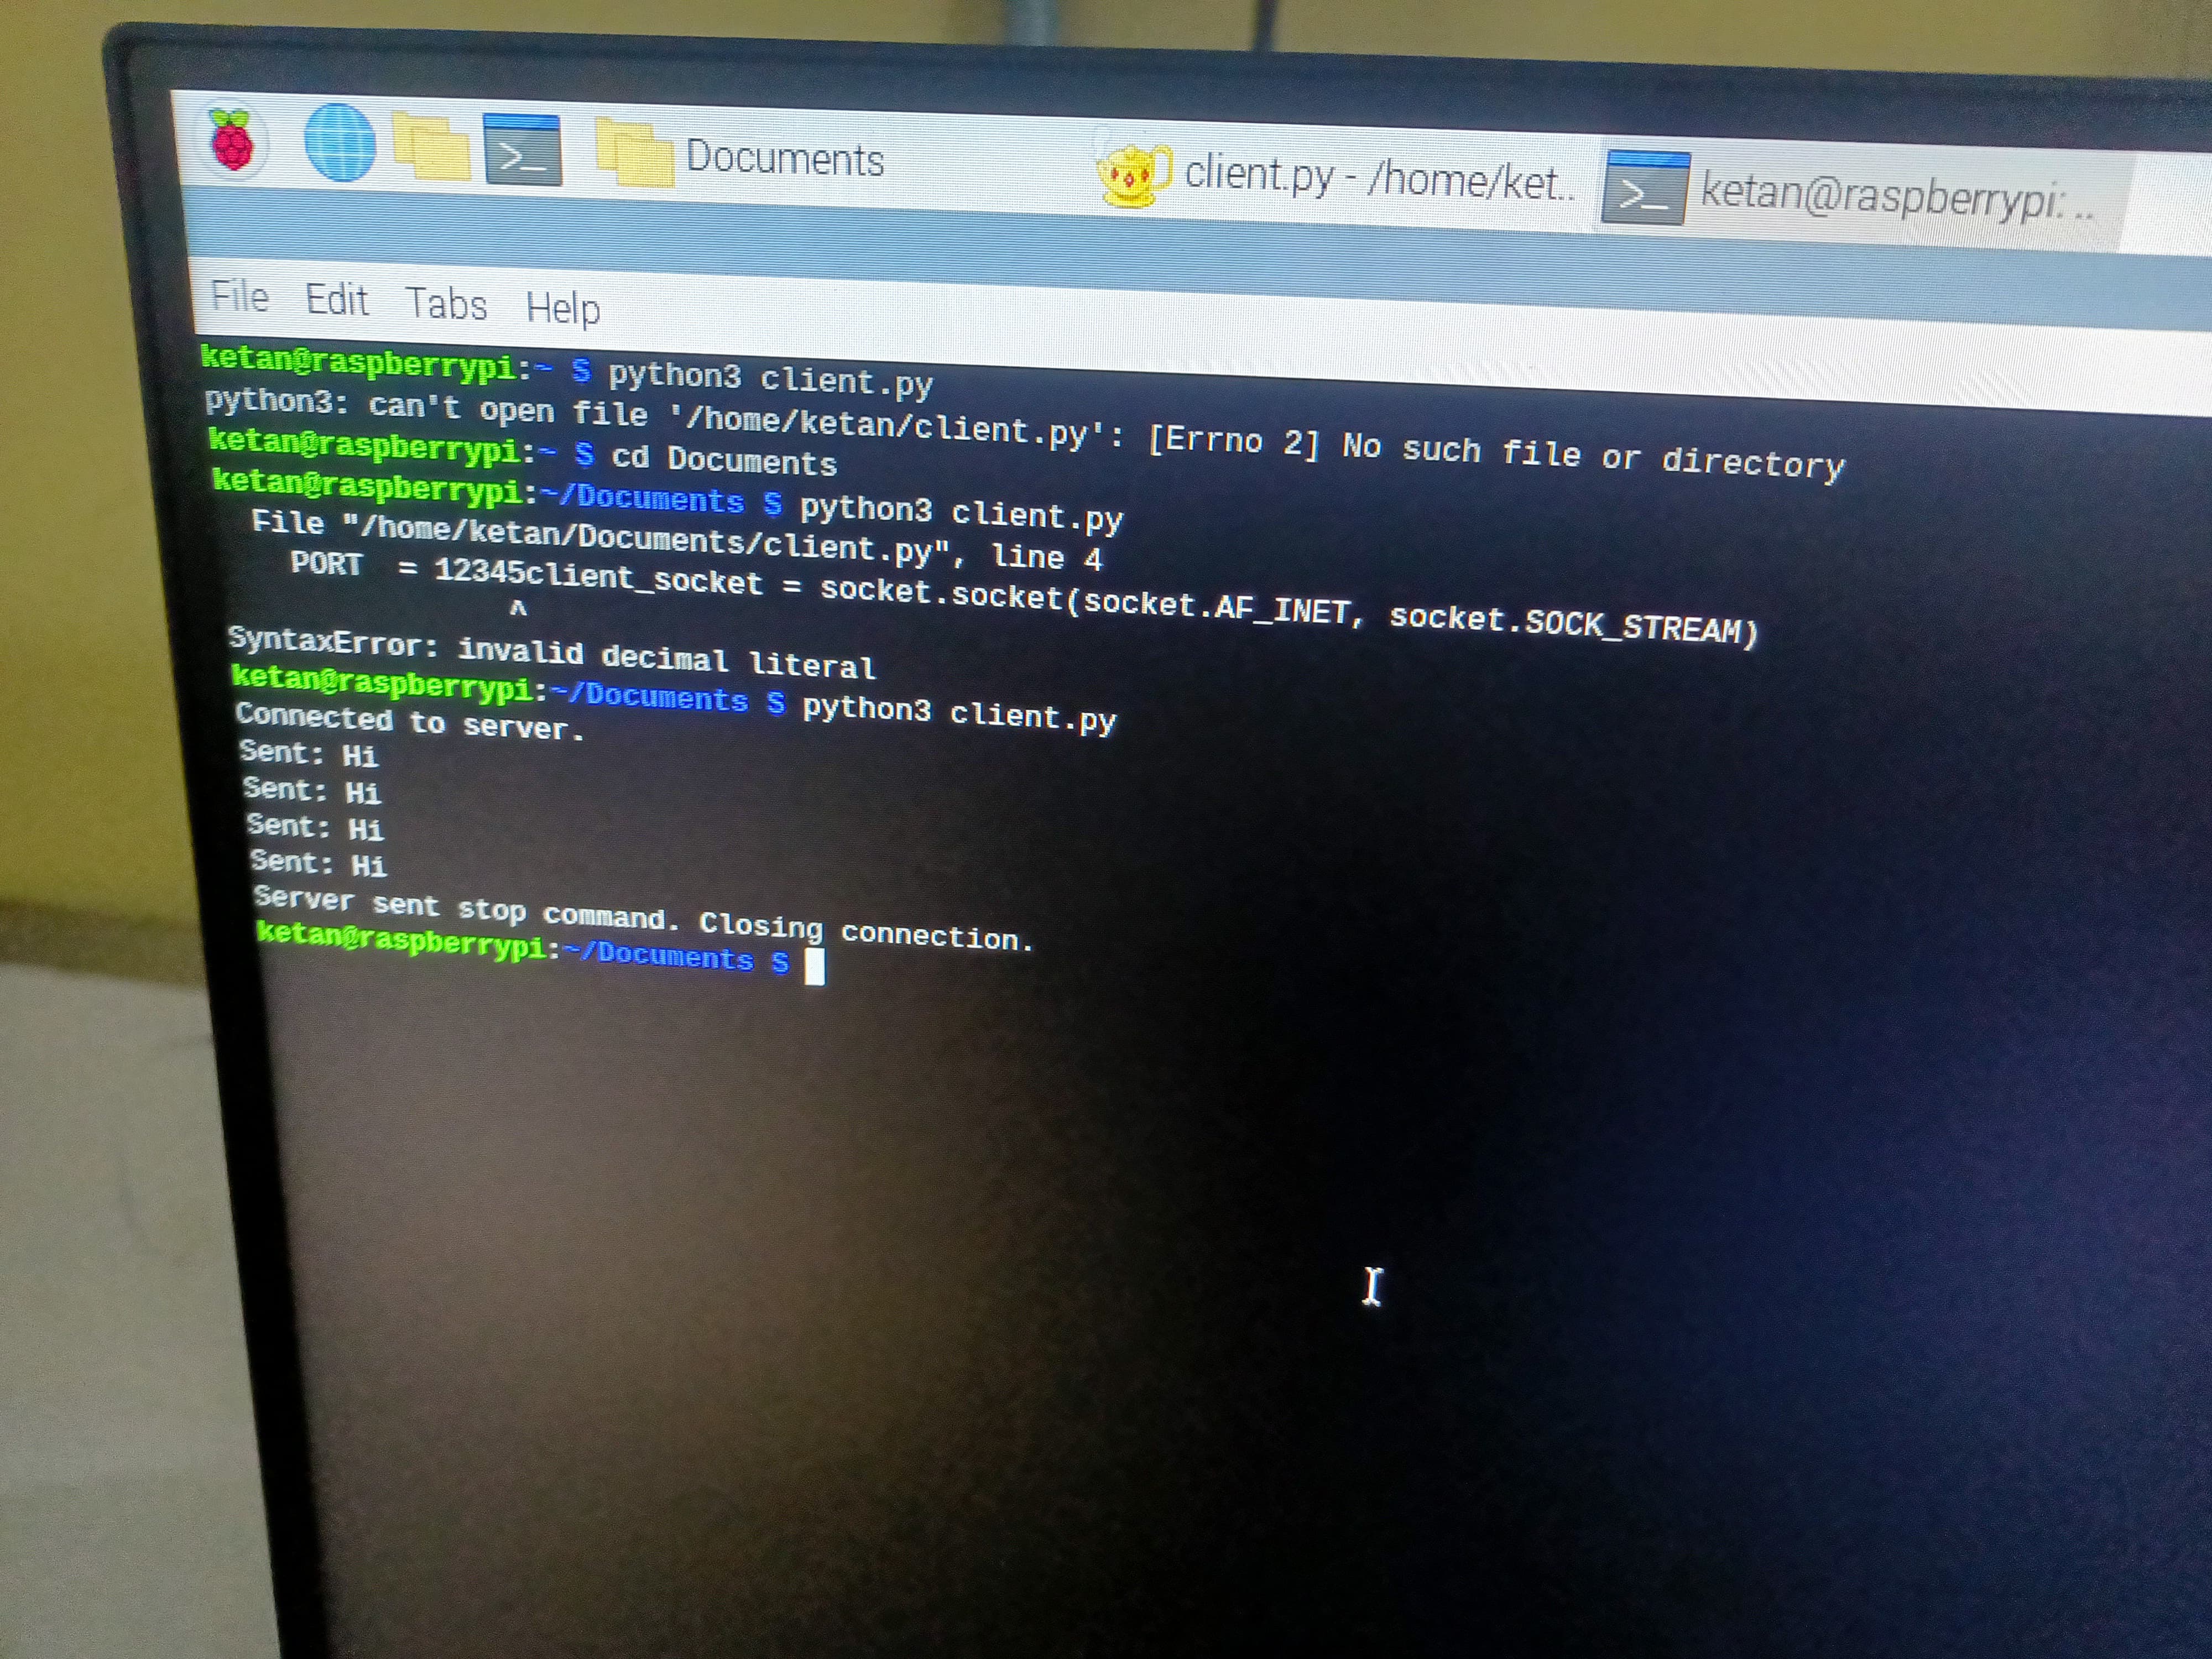 Documents
client.py - /home/ket..
ketan@raspberrypi: ..
File Edit Tabs Help
ketan@raspberrypi:~ $ python3 client.py
python3: can't open file '/home/ketan/client.py': [Errno 2] No such file or directory
ketan@raspberrypi:~ $ cd Documents
ketan@raspberrypi:~/Documents $ python3 client.py
File "/home/ketan/Documents/client.py", line 4
PORT = 12345client_socket = socket.socket(socket.AF_INET, socket.SOCK_STREAM)
^
SyntaxError: invalid decimal literal
ketan@raspberrypi:~/Documents $ python3 client.py
Connected to server.
Sent: Hi
Sent: Hi
Sent: Hi
Sent: Hi
Server sent stop command. Closing connection.
ketan@raspberrypi:~/Documents $